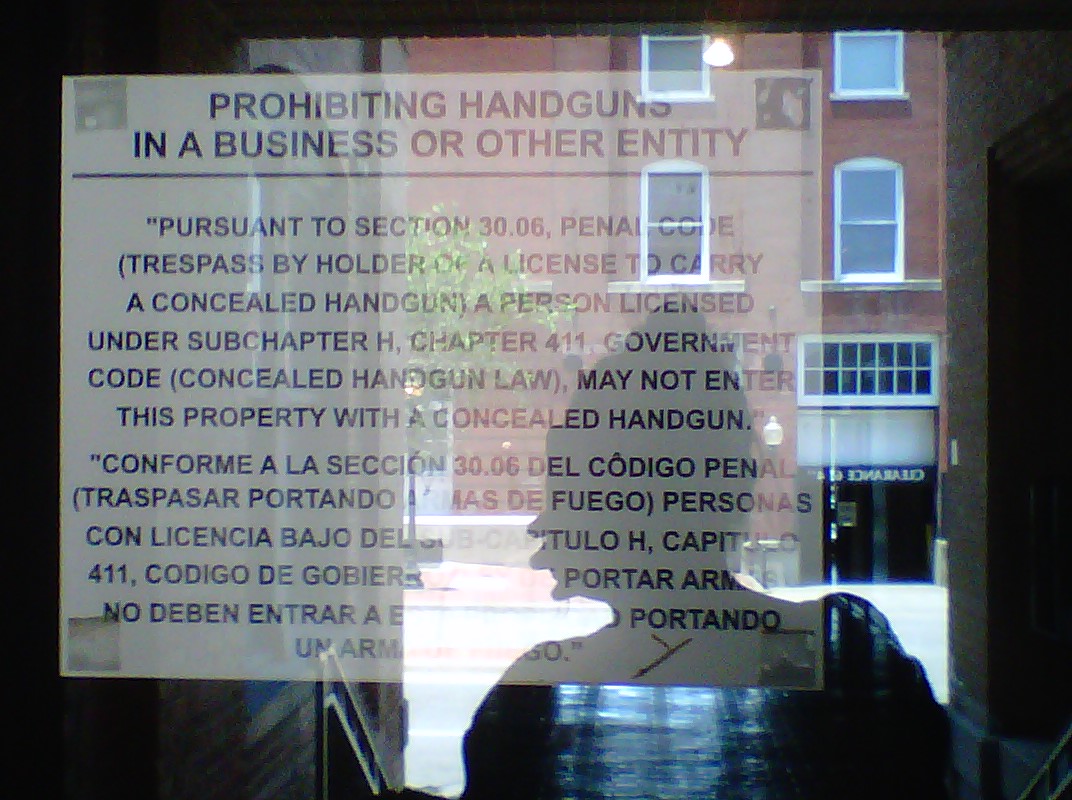 PROHIBITING HANDGUNS
IN A BUSINESS OR OTHER ENTITY
"PURSUANT TO SECTION 30.06, PENAL CODE
(TRESPASS BY HOLDER OF A LICENSE TO CARRY
A CONCEALED HANDGUN) A PERSON LICENSED
UNDER SUBCHAPTER H, CHAPTER 411, GOVERNMENT
CODE (CONCEALED HANDGUN LAW), MAY NOT ENTER
THIS PROPERTY WITH A CONCEALED HANDGUN."
"CONFORME A LA SECCIÓN 30.06 DEL CÔDIGO PENAL
(TRASPASAR PORTANDO ARMAS DE FUEGO) PERSONAS
CON LICENCIA BAJO DEL SUB-CAPITULO H, CAPITULO
411, CODIGO DE PORTAR ARMAS
NO DEBEN ENTRAR A PORTANDO
UN
CLEARANCE